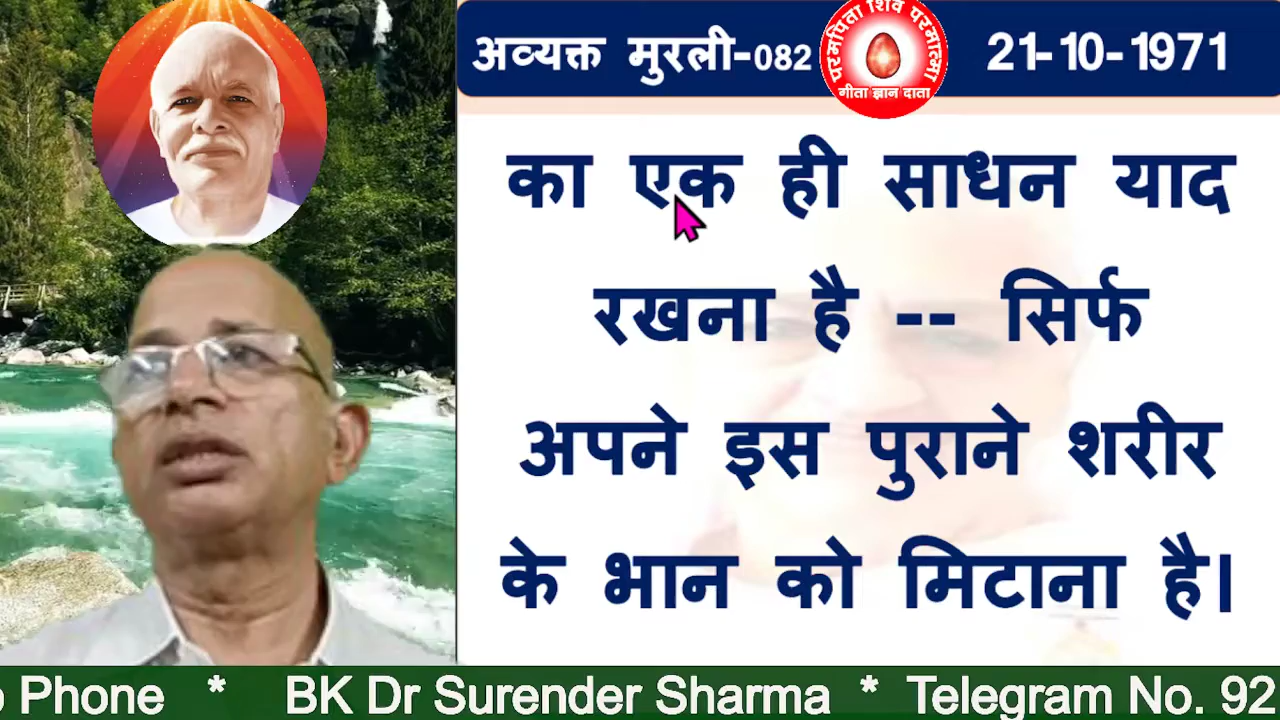 अव्यक्त मुरली-082
परमपिता शिव परमात्मा
गीता ज्ञान दाता
21-10-1971
का एक ही साधन याद
रखना है -- सिर्फ
अपने इस पुराने शरीर
के भान को मिटाना है।
Phone * BK Dr Surender Sharma * Telegram No. 92